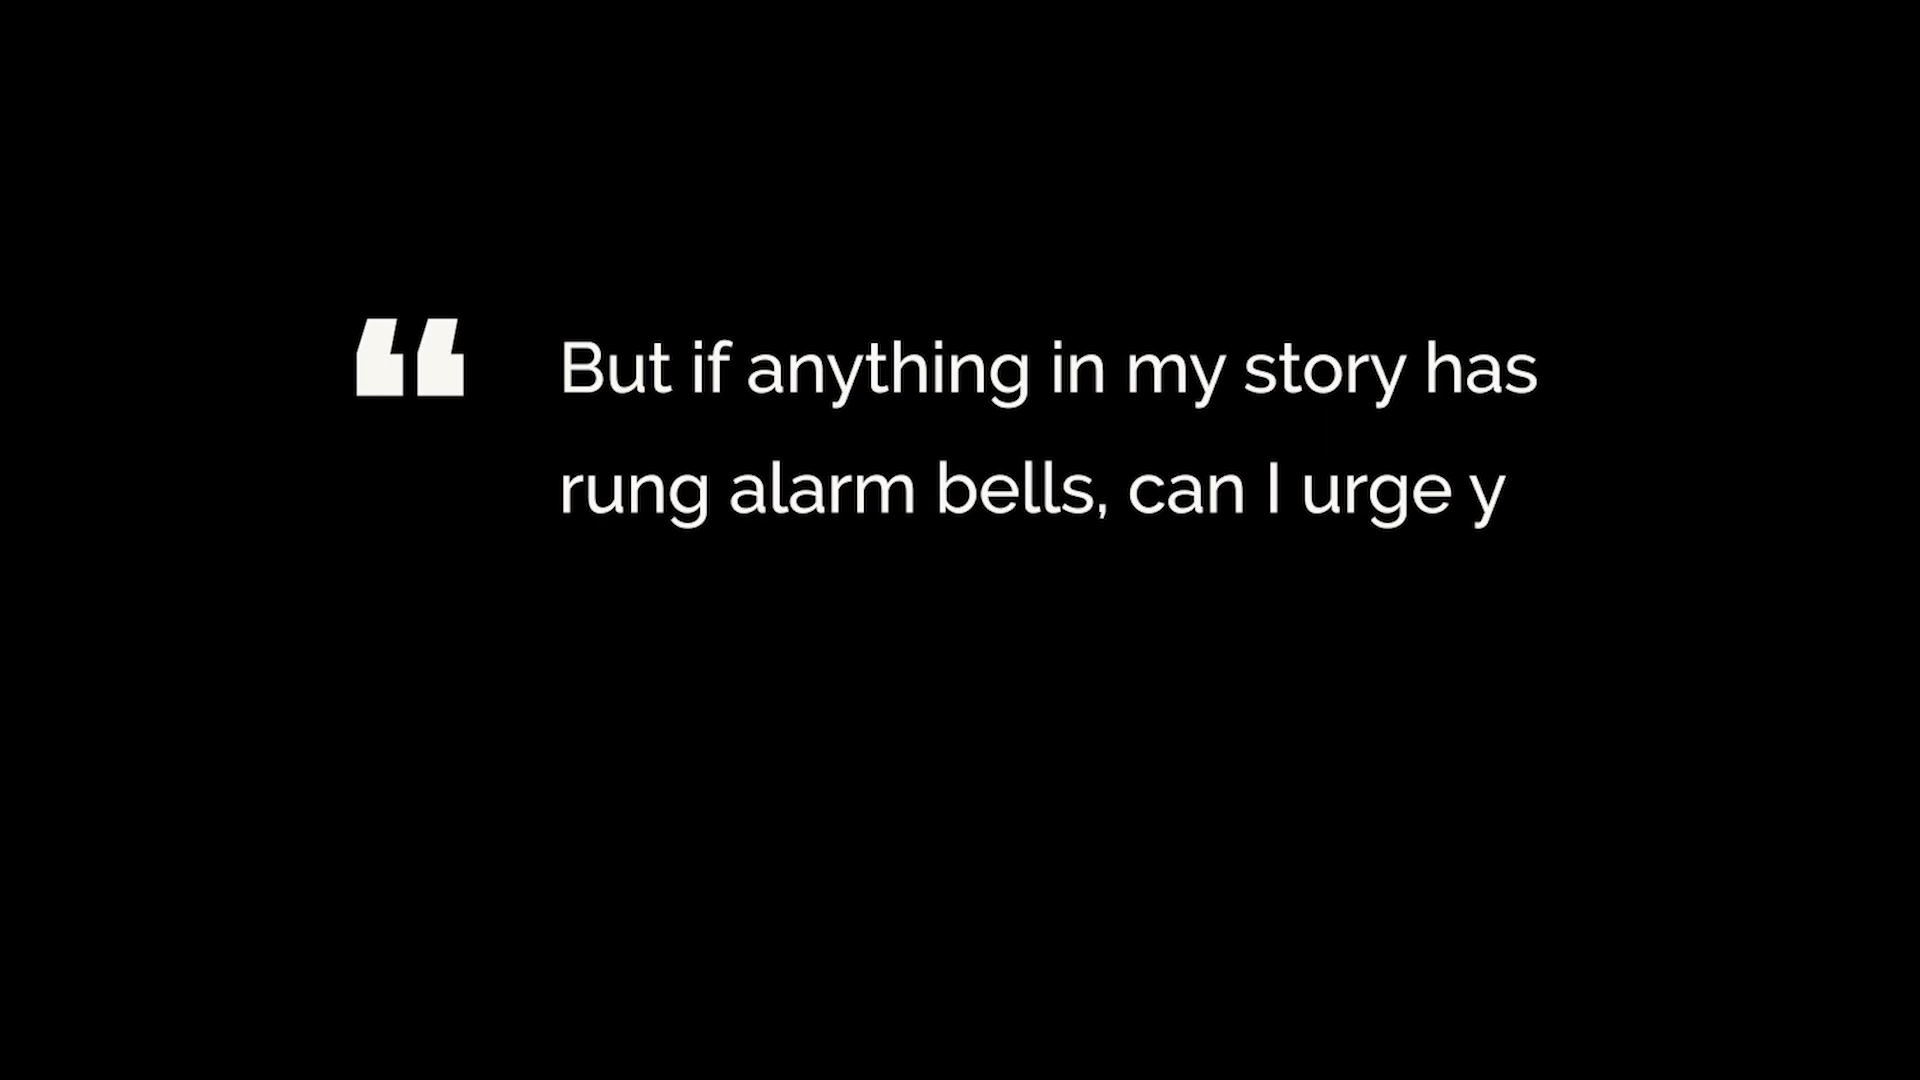 “ But if anything in my story has
rung alarm bells, can I urge y